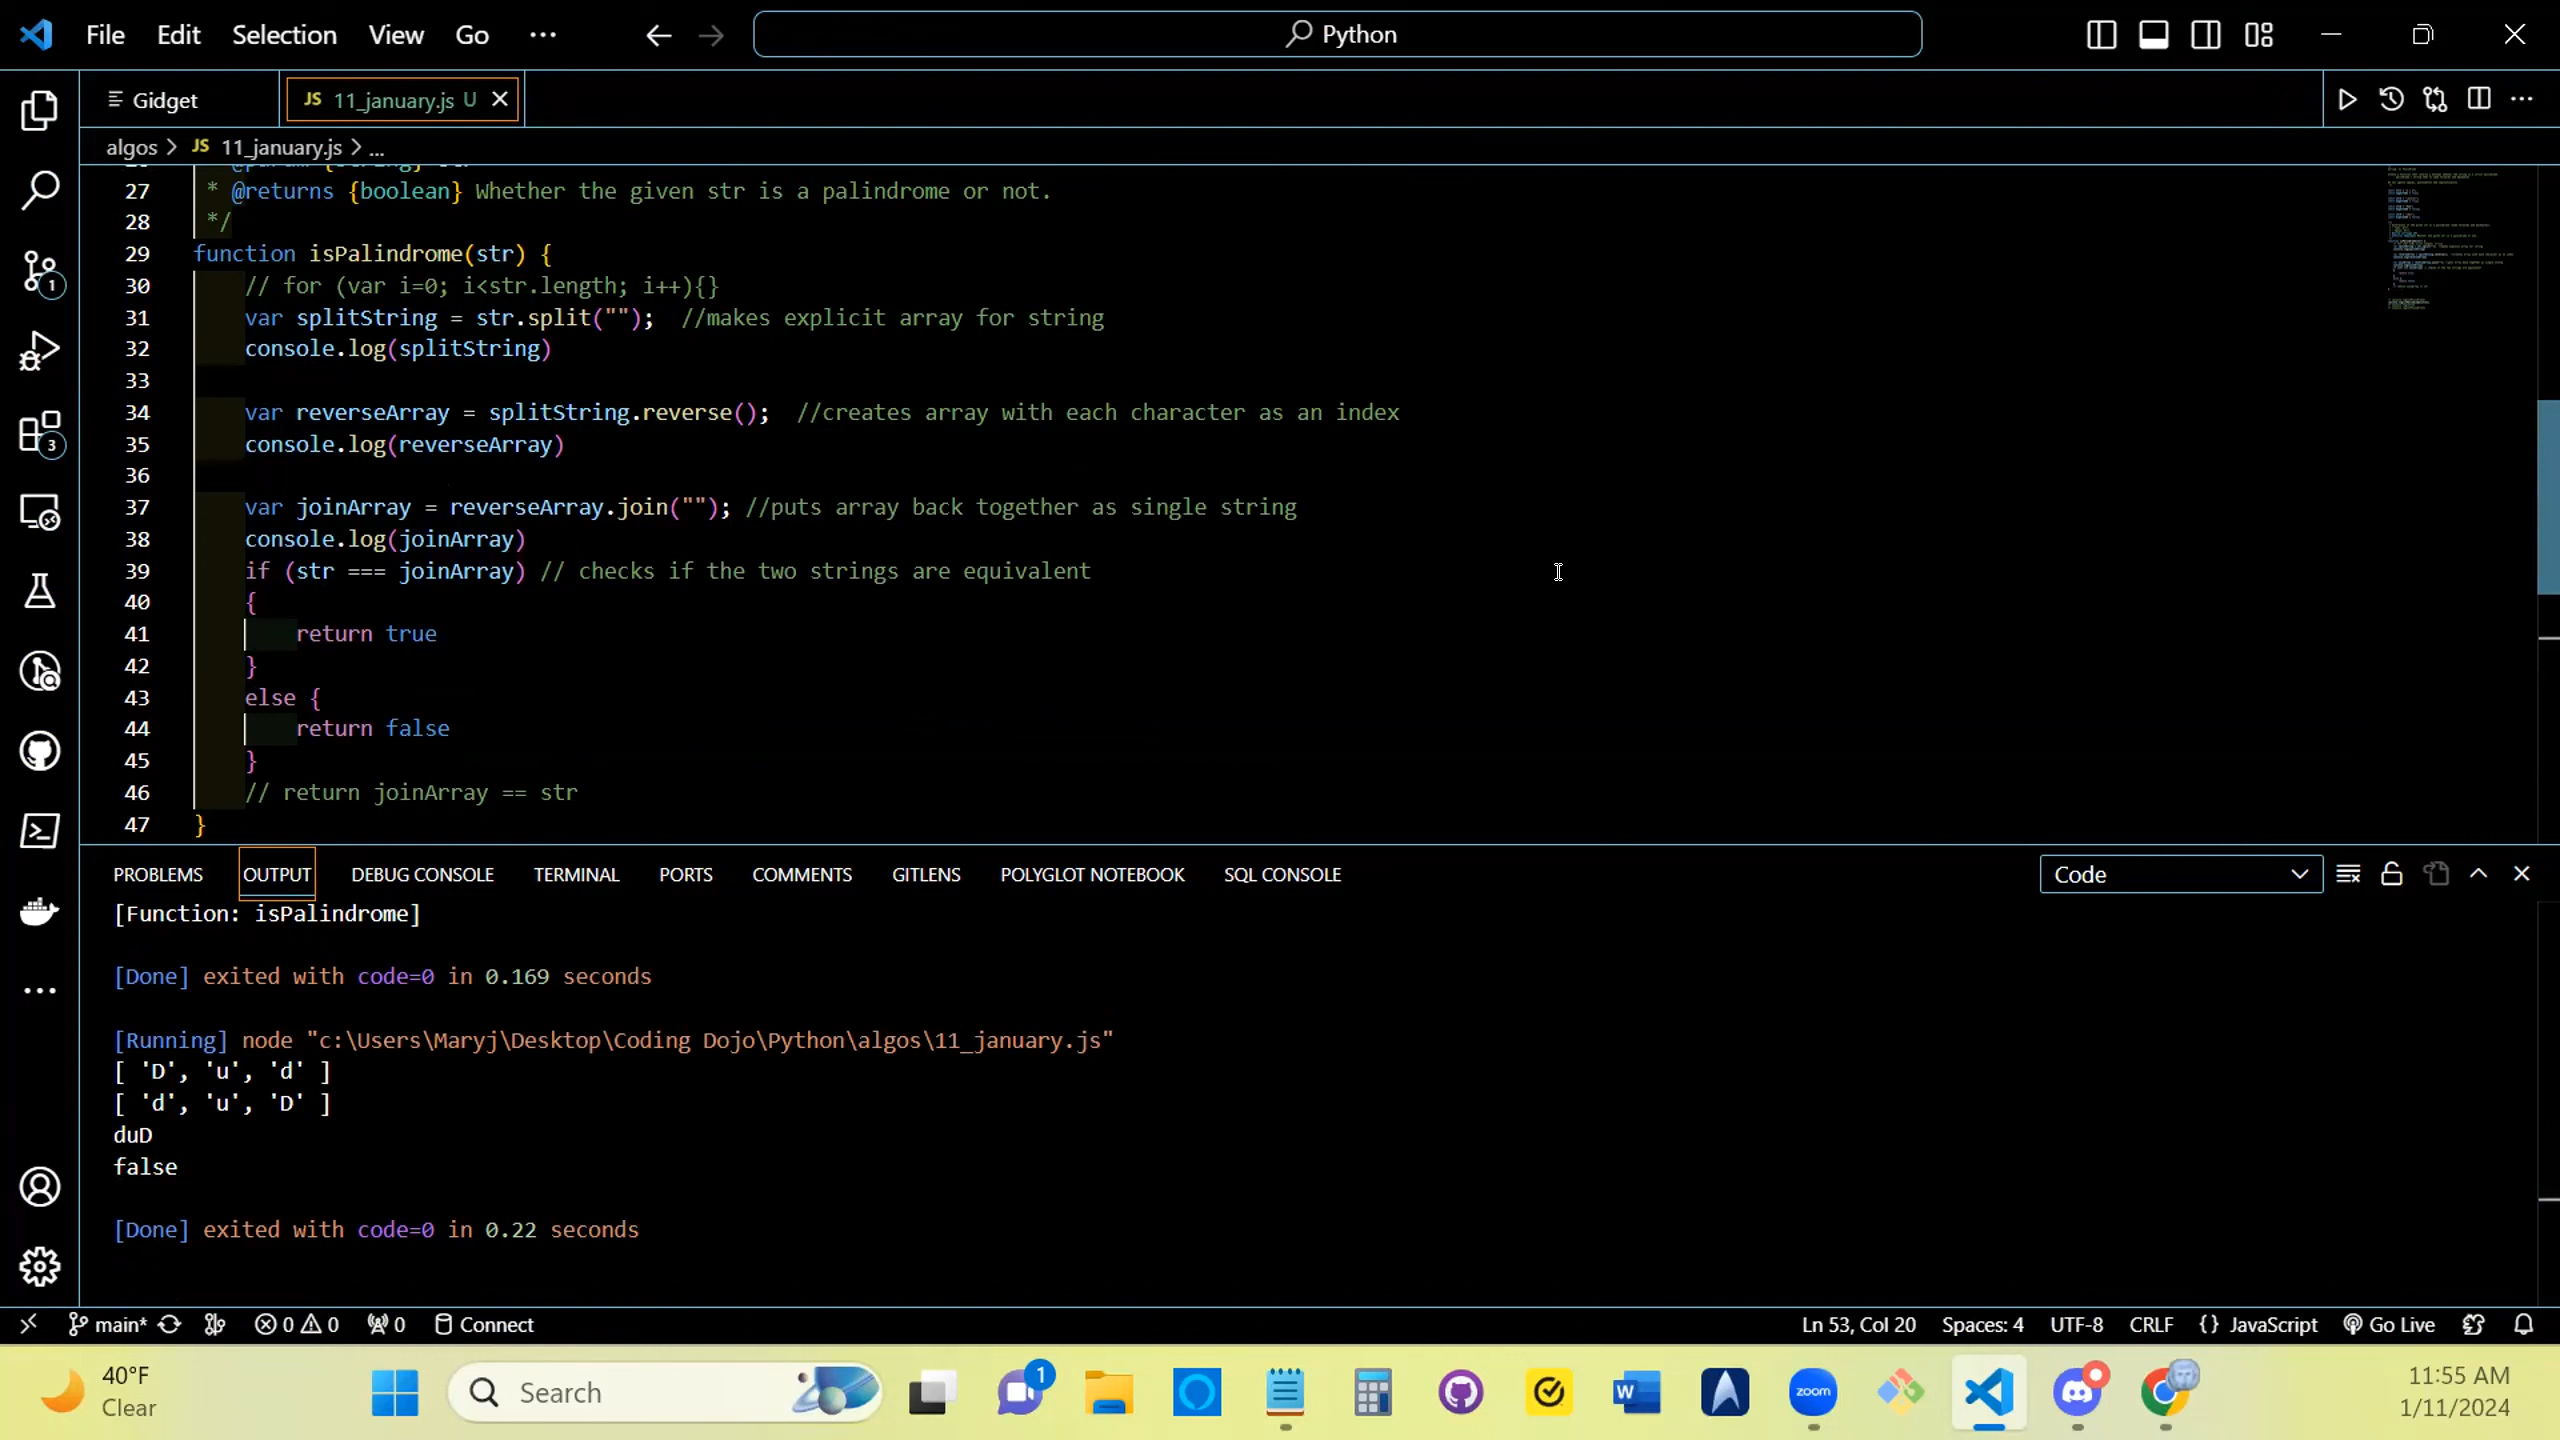 File Edit Selection View Go ···
Python
Gidget
JS 11_january.js U
algos > JS 11_january.js > ...
27 * @returns {boolean} Whether the given str is a palindrome or not.
28 */
29 function isPalindrome(str) {
30 // for (var i=0; i<str.length; i++){}
31 var splitString = str.split(""); //makes explicit array for string
32 console.log(splitString)
33
34 var reverseArray = splitString.reverse(); //creates array with each character as an index
35 console.log(reverseArray)
36
37 var joinArray = reverseArray.join(""); //puts array back together as single string
38 console.log(joinArray)
39 if (str === joinArray) // checks if the two strings are equivalent
40 {
41 return true
42 }
43 else {
44 return false
45 }
46 // return joinArray == str
47 }
1
3
PROBLEMS OUTPUT DEBUG CONSOLE TERMINAL PORTS COMMENTS GITLENS POLYGLOT NOTEBOOK SQL CONSOLE
Code
[Function: isPalindrome]
[Done] exited with code=0 in 0.169 seconds
[Running] node "c:\Users\Maryj\Desktop\Coding Dojo\Python\algos\11_january.js"
[ 'D', 'u', 'd' ]
[ 'd', 'u', 'D' ]
duD
false
[Done] exited with code=0 in 0.22 seconds
main* 0 0 0 Connect
Ln 53, Col 20 Spaces: 4 UTF-8 CRLF {} JavaScript Go Live
40°F
Clear
Search
1
W
zoom
11:55 AM
1/11/2024